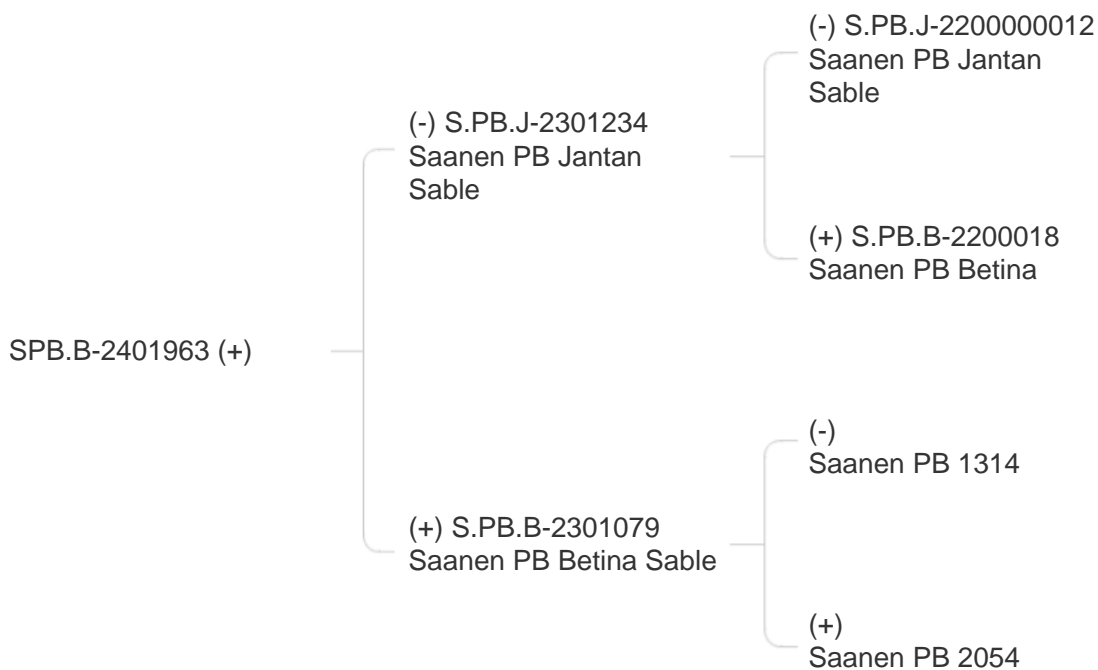 (-) S.PB.J-2200000012
Saanen PB Jantan
Sable
(-) S.PB.J-2301234
Saanen PB Jantan
Sable
(+) S.PB.B-2200018
Saanen PB Betina
SPB.B-2401963 (+)
(-)
Saanen PB 1314
(+) S.PB.B-2301079
Saanen PB Betina Sable
(+)
Saanen PB 2054